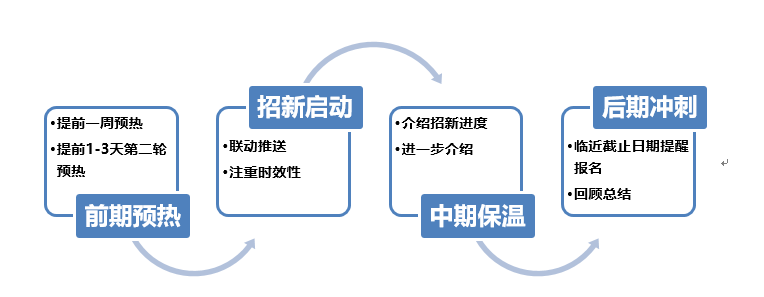 •提前一周预热
•提前1-3天第二轮
预热
前期预热
招新启动
•联动推送
•注重时效性
•介绍招新进度
•进一步介绍
中期保温
后期冲刺
•临近截止日期提醒
报名
•回顾总结